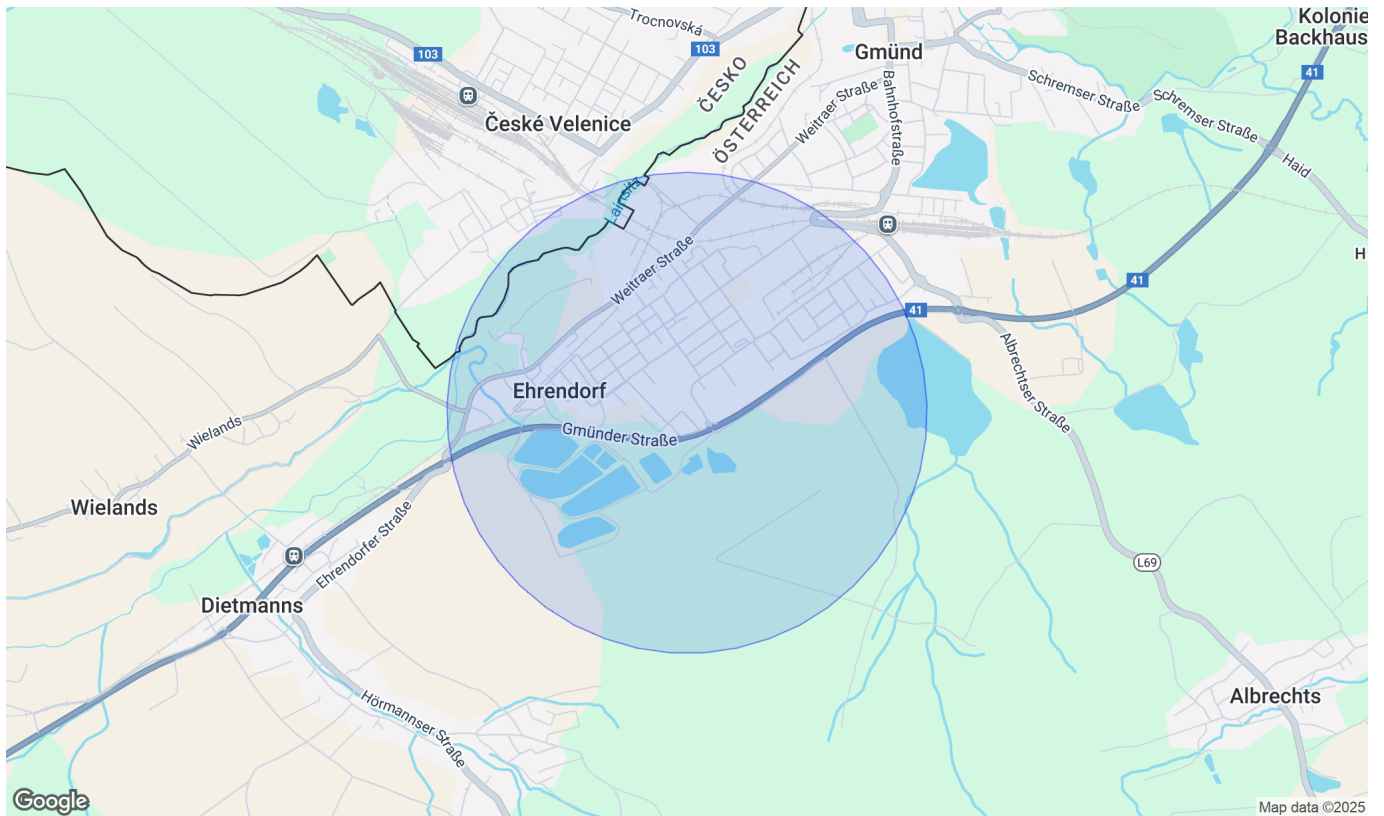 Trocnovská
Kolonie
Backhaus
103
103
Gmünd
41
Schremser Straße
Schremser Straße
ČESKO
ÖSTERREICH
Weitraer Straße
Bahnhofstraße
České Velenice
Haid
Lainsitz
H
Weitraer Straße
41
41
Albrechtser Straße
Ehrendorf
Gmünder Straße
Wielands
Wielands
Ehrendorfer Straße
L69
Dietmanns
Albrechts
Hörmannser Straße
Google
Map data ©2025